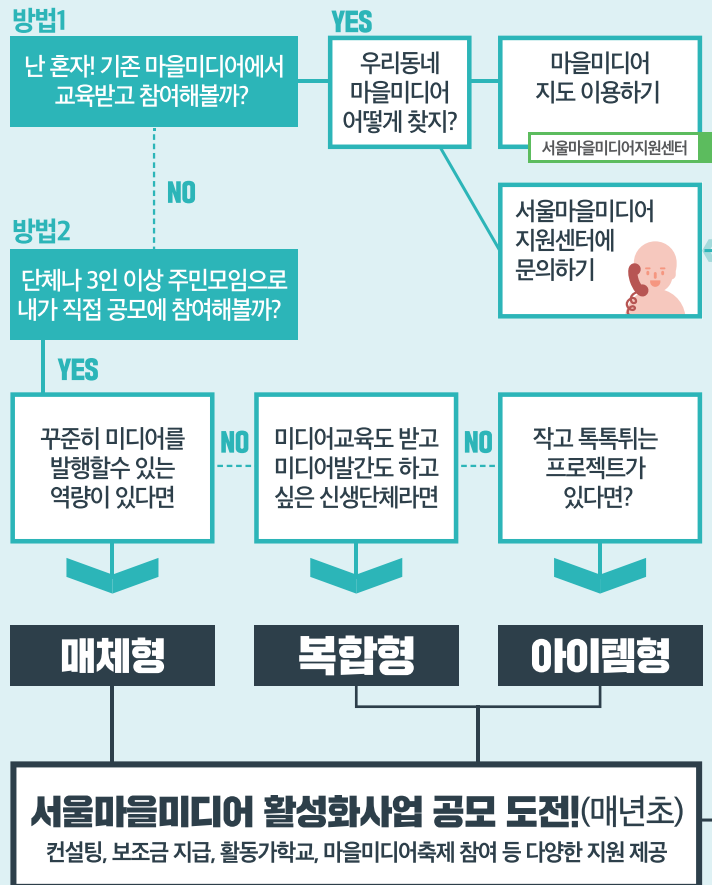 방법1
난 혼자! 기존 마을미디어에서
교육받고 참여해볼까?
YES
우리동네
마을미디어
어떻게 찾지?
마을미디어
지도 이용하기
서울마을미디어지원센터
서울마을미디어
지원센터에
문의하기
NO
방법2
단체나 3인 이상 주민모임으로
내가 직접 공모에 참여해볼까?
YES
꾸준히 미디어를
발행할수 있는
역량이 있다면
NO
미디어교육도 받고
미디어발간도 하고
싶은 신생단체라면
NO
작고 톡톡튀는
프로젝트가
있다면?
매체형
복합형
아이템형
서울마을미디어 활성화사업 공모 도전!(매년초)
컨설팅, 보조금 지급, 활동가학교, 마을미디어축제 참여 등 다양한 지원 제공